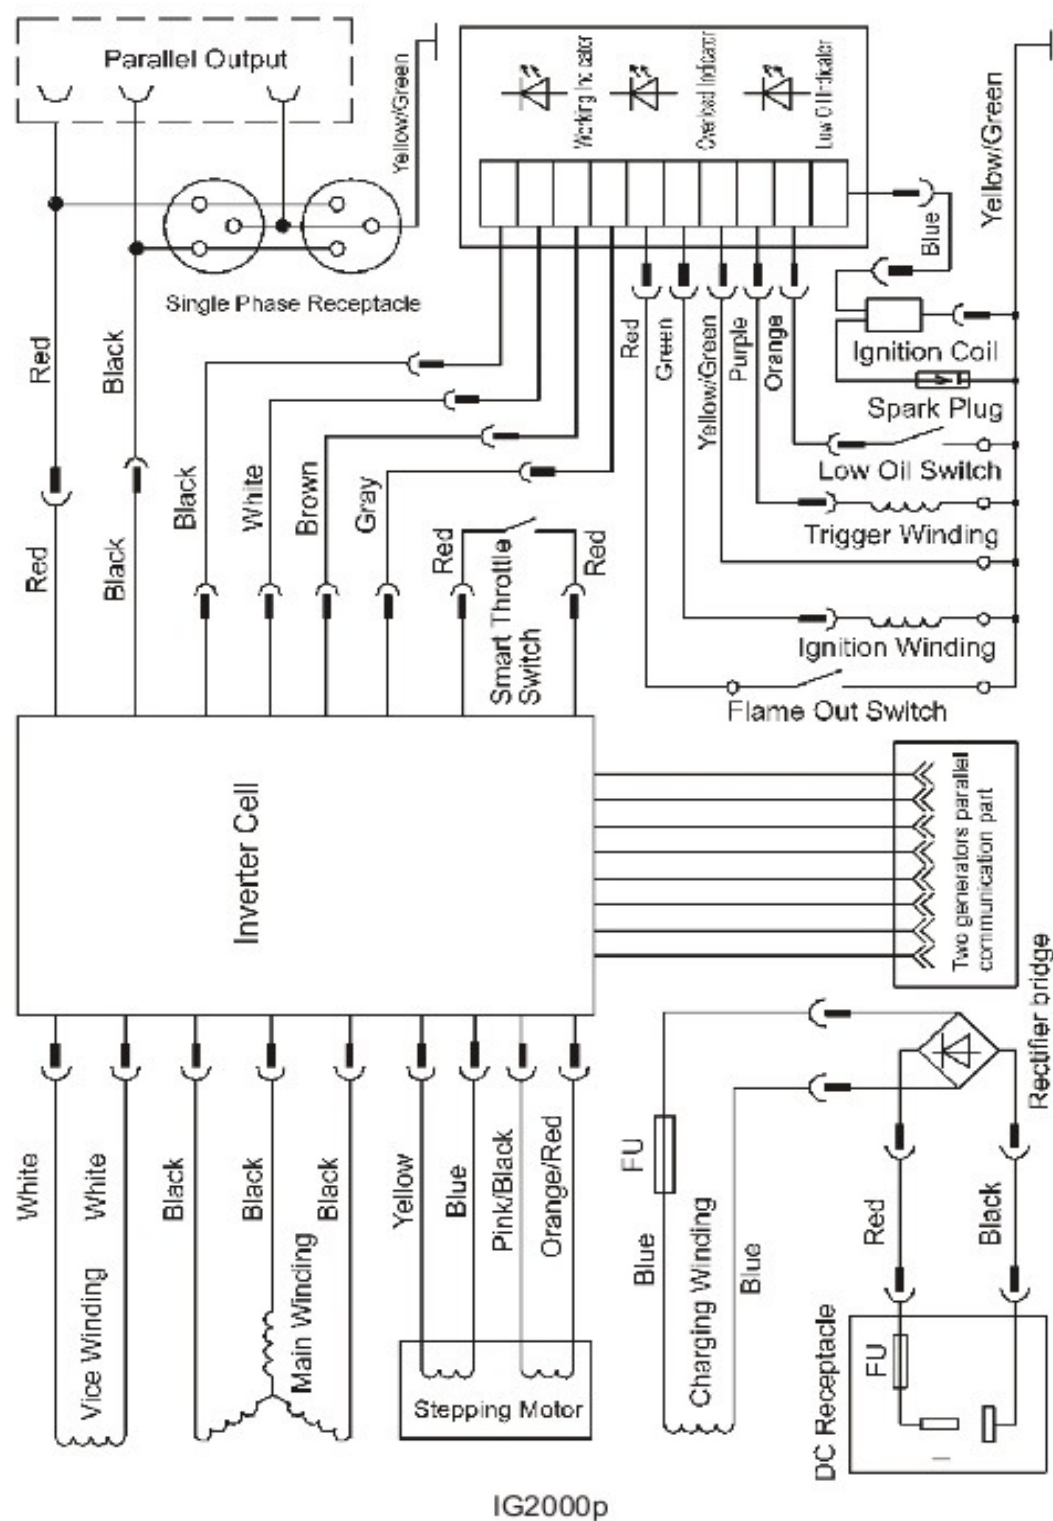 Parallel Output
Yellow/Green
Working Indicator
Overload Indicator
Low Oil Indicator
Yellow/Green
Blue
Single Phase Receptacle
Red
Black
Red
Green
Yellow/Green
Purple
Orange
Ignition Coil
Spark Plug
Low Oil Switch
Trigger Winding
Ignition Winding
Flame Out Switch
Black
White
Brown
Gray
Red
Black
Red
Smart Throttle
Switch
Red
Inverter Cell
Two generators parallel
communication part
Rectifier bridge
White
White
Black
Black
Black
Yellow
Blue
Pink/Black
Orange/Red
FU
Blue
Blue
Charging Winding
Red
Black
Vice Winding
Main Winding
Stepping Motor
DC Receptacle
FU
IG2000p